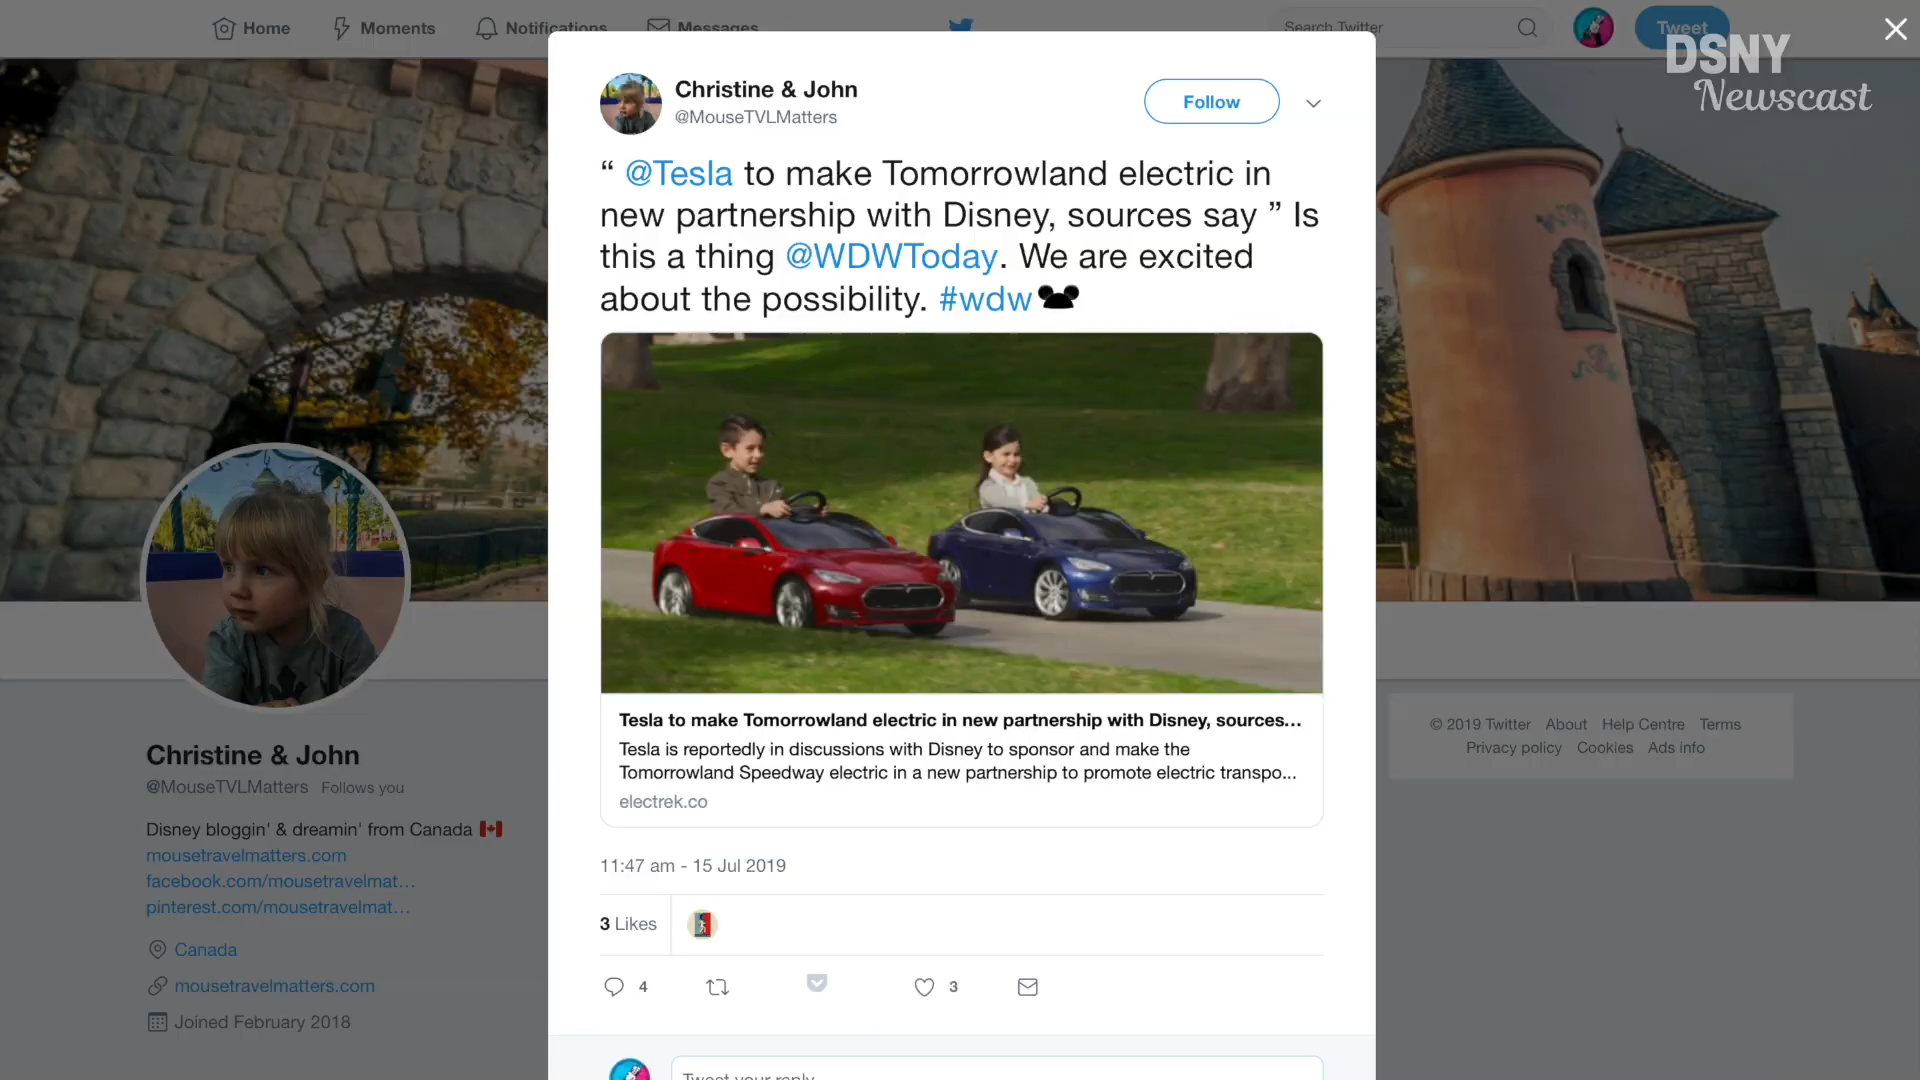 Home
Moments
Notifications
Messages
Search Twitter
Tweet
DSNY
Newscast
Christine & John
@MouseTVLMatters
Follow
“ @Tesla to make Tomorrowland electric in
new partnership with Disney, sources say ” Is
this a thing @WDWToday. We are excited
about the possibility. #wdw
Tesla to make Tomorrowland electric in new partnership with Disney, sources...
Tesla is reportedly in discussions with Disney to sponsor and make the
Tomorrowland Speedway electric in a new partnership to promote electric transpo...
electrek.co
11:47 am - 15 Jul 2019
3 Likes
4
3
Tweet your reply
Christine & John
@MouseTVLMatters Follows you
Disney bloggin' & dreamin' from Canada
mousetravelmatters.com
facebook.com/mousetravelmat...
pinterest.com/mousetravelmat...
Canada
mousetravelmatters.com
Joined February 2018
© 2019 Twitter About Help Centre Terms
Privacy policy Cookies Ads info